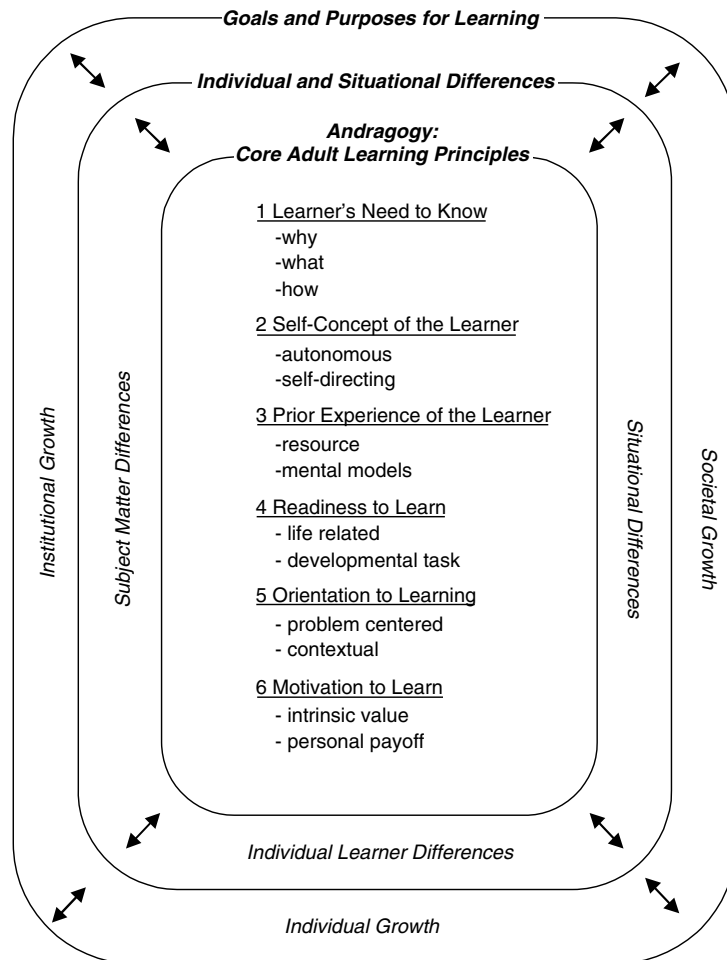 Goals and Purposes for Learning
Individual and Situational Differences
Andragogy:
Core Adult Learning Principles
1 Learner's Need to Know
-why
-what
-how
2 Self-Concept of the Learner
-autonomous
-self-directing
3 Prior Experience of the Learner
-resource
-mental models
4 Readiness to Learn
- life related
- developmental task
5 Orientation to Learning
- problem centered
- contextual
6 Motivation to Learn
- intrinsic value
- personal payoff
Institutional Growth
Subject Matter Differences
Situational Differences
Societal Growth
Individual Learner Differences
Individual Growth